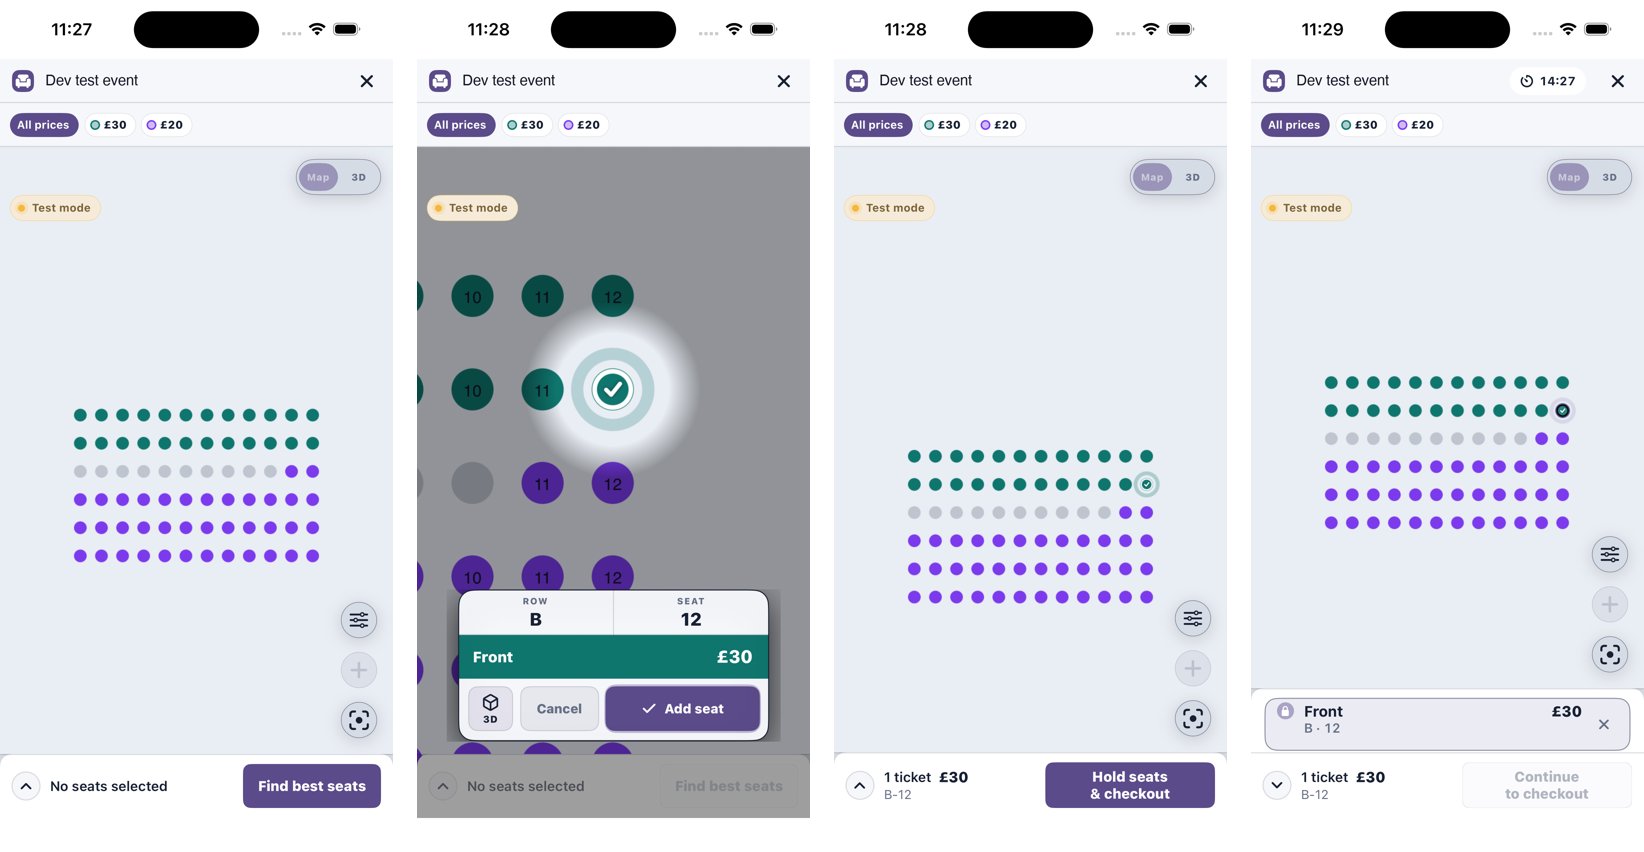 11:27
Dev test event
All prices
£30
£20
Map
3D
Test mode
No seats selected
Find best seats
11:28
Dev test event
All prices
£30
£20
Test mode
10
11
12
10
11
11
12
10
11
12
ROW
B
SEAT
12
Front
£30
3D
Cancel
Add seat
No seats selected
Find best seats
11:28
Dev test event
All prices
£30
£20
Map
3D
Test mode
1 ticket £30
B-12
Hold seats
& checkout
11:29
Dev test event
14:27
All prices
£30
£20
Map
3D
Test mode
Front
£30
B · 12
1 ticket £30
B-12
Continue
to checkout